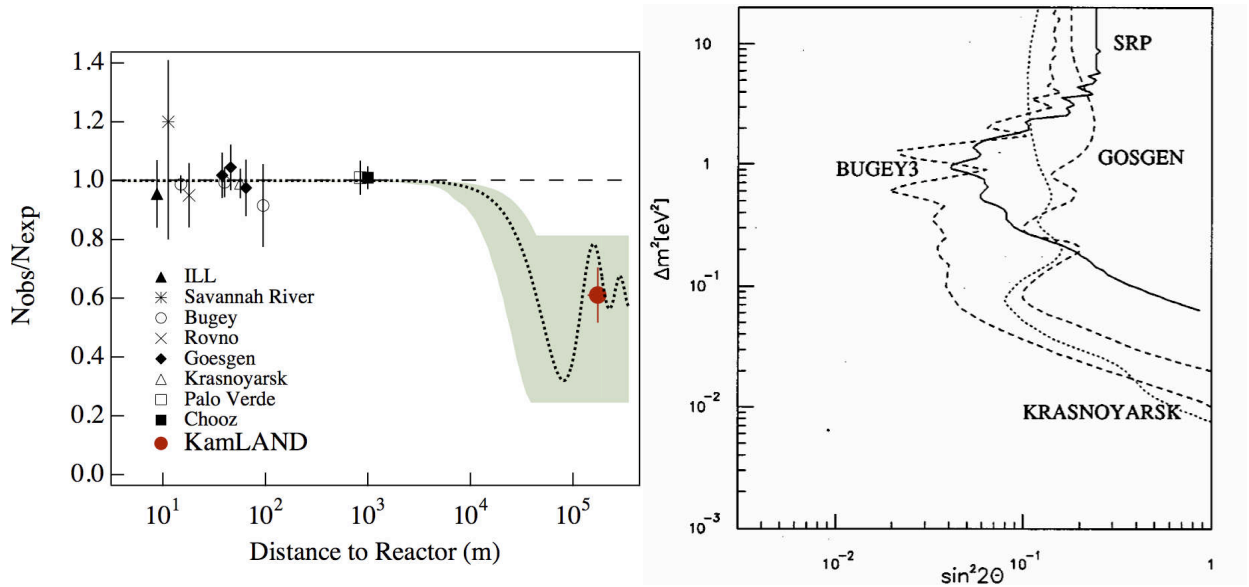 1.4
1.2
1.0
0.8
0.6
0.4
0.2
0.0
Nobs/Nexp
ILL
Savannah River
Bugey
Rovno
Goesgen
Krasnoyarsk
Palo Verde
Chooz
KamLAND
10¹ 10² 10³ 10⁴ 10⁵
Distance to Reactor (m)
10
1
10⁻¹
10⁻²
10⁻³
Δm²[eV²]
SRP
BUGEY3
GOSGEN
KRASNOYARSK
10⁻² 10⁻¹ 1
sin²2Θ